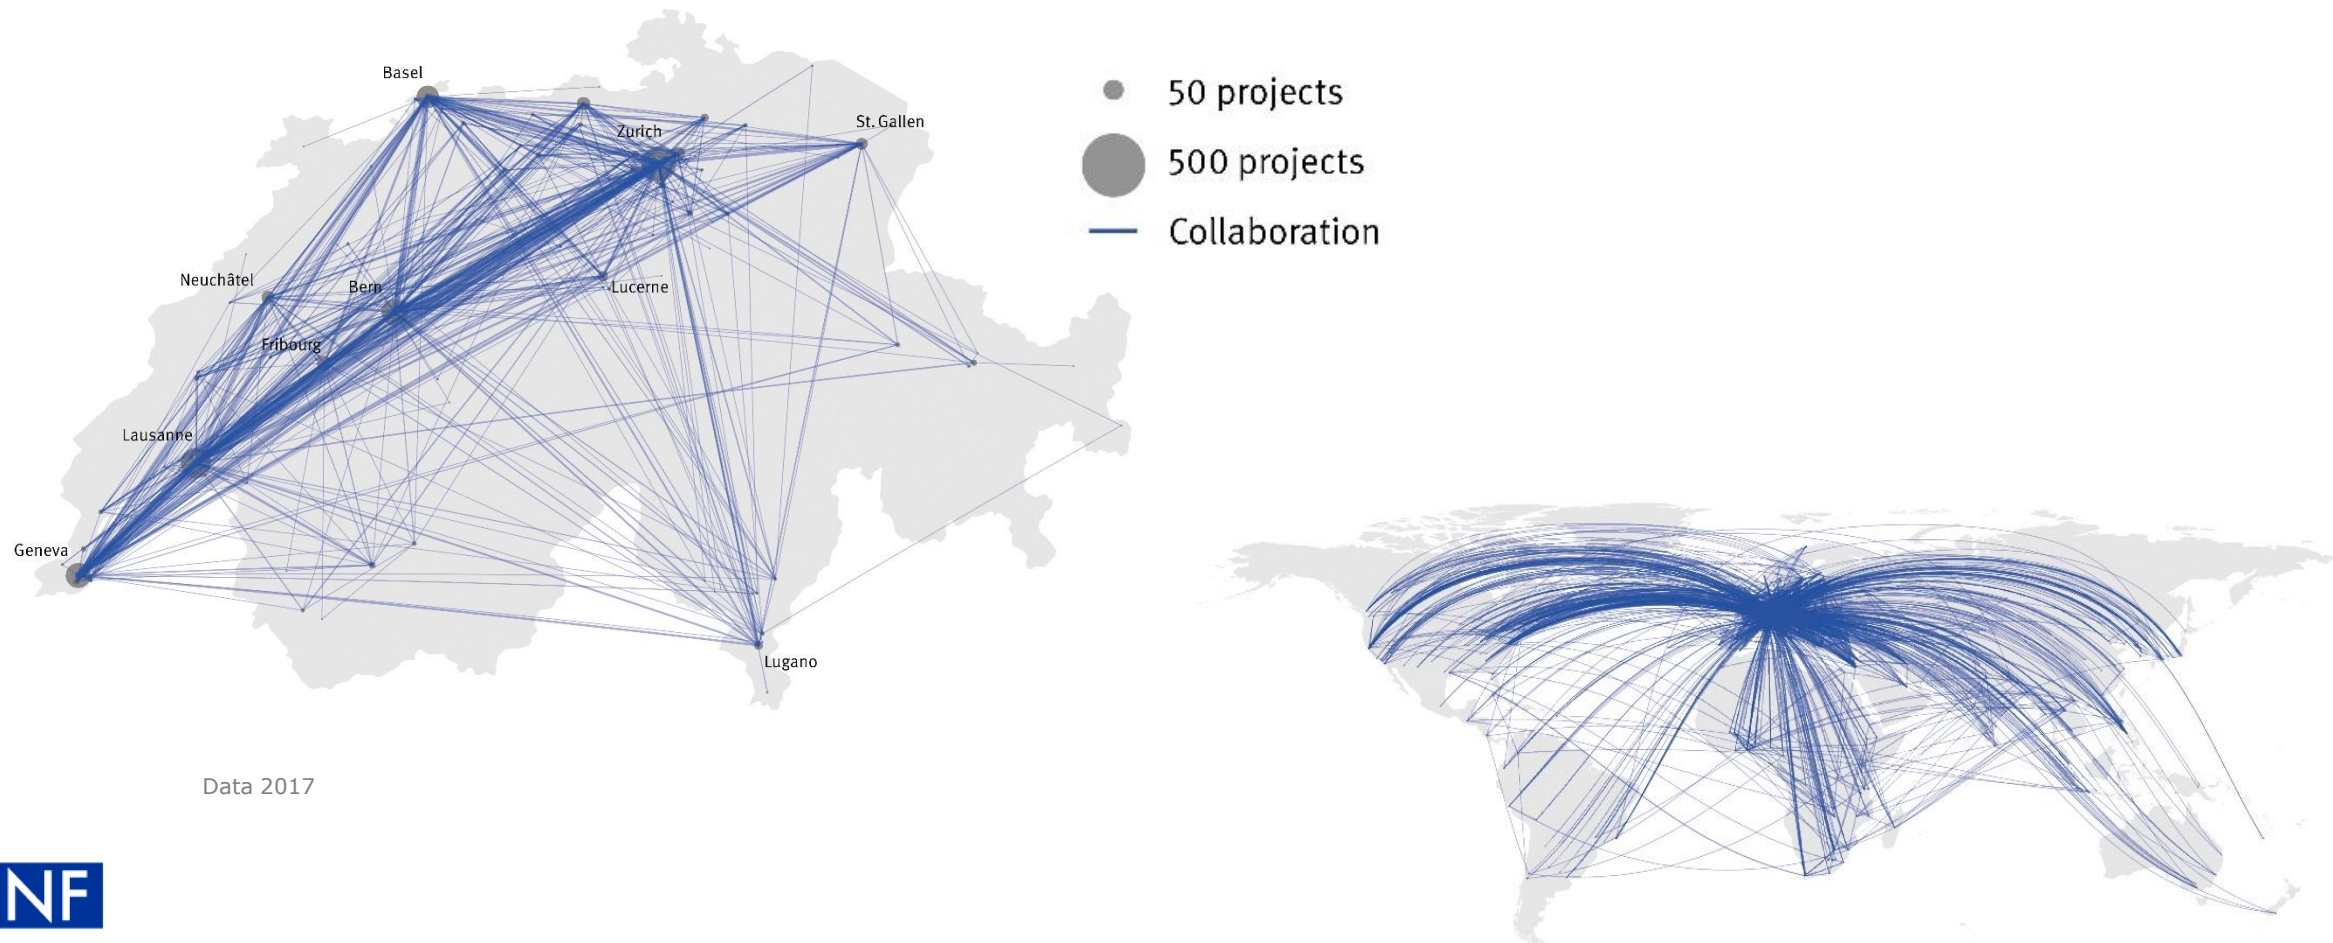 Basel
Zurich
St. Gallen
Neuchâtel
Bern
Lucerne
Fribourg
Lausanne
Geneva
Lugano
50 projects
500 projects
Collaboration
Data 2017
NF